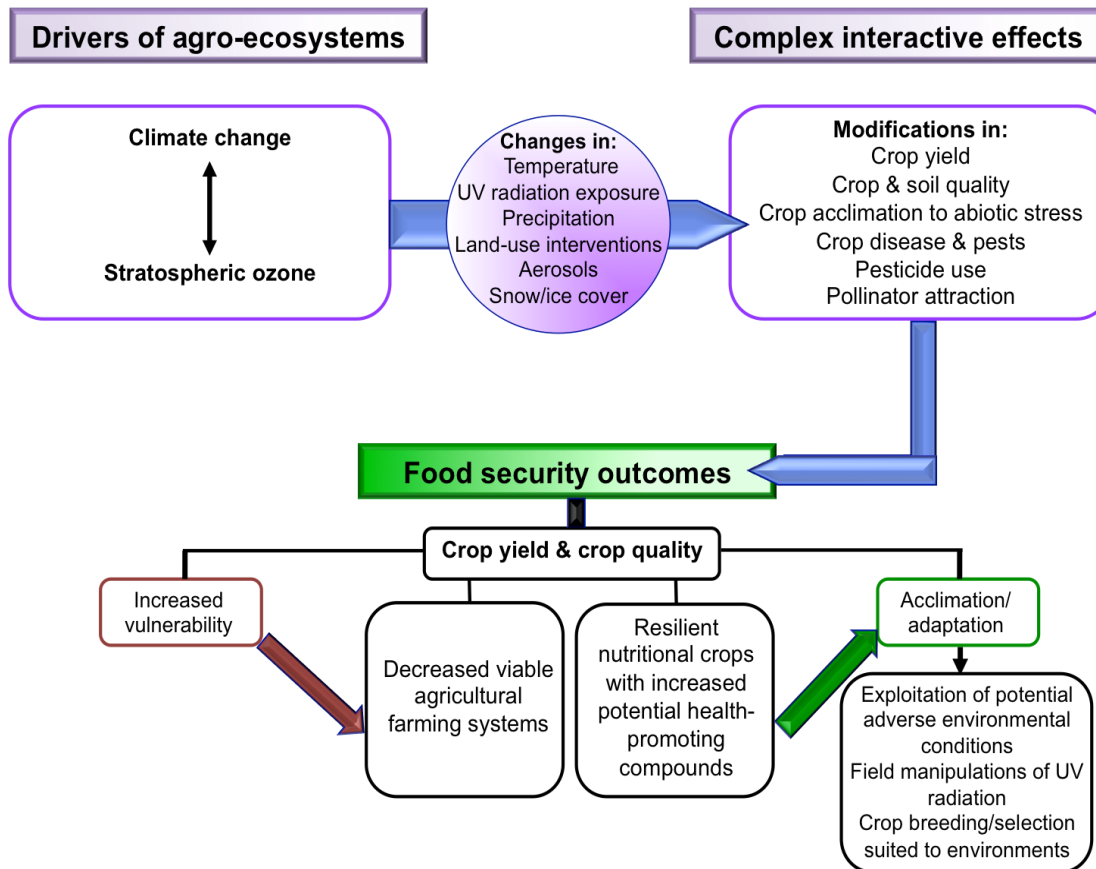 Drivers of agro-ecosystems
Complex interactive effects
Climate change
Stratospheric ozone
Changes in:
Temperature
UV radiation exposure
Precipitation
Land-use interventions
Aerosols
Snow/ice cover
Modifications in:
Crop yield
Crop & soil quality
Crop acclimation to abiotic stress
Crop disease & pests
Pesticide use
Pollinator attraction
Food security outcomes
Crop yield & crop quality
Increased
vulnerability
Decreased viable
agricultural
farming systems
Resilient
nutritional crops
with increased
potential health-
promoting
compounds
Acclimation/
adaptation
Exploitation of potential
adverse environmental
conditions
Field manipulations of UV
radiation
Crop breeding/selection
suited to environments